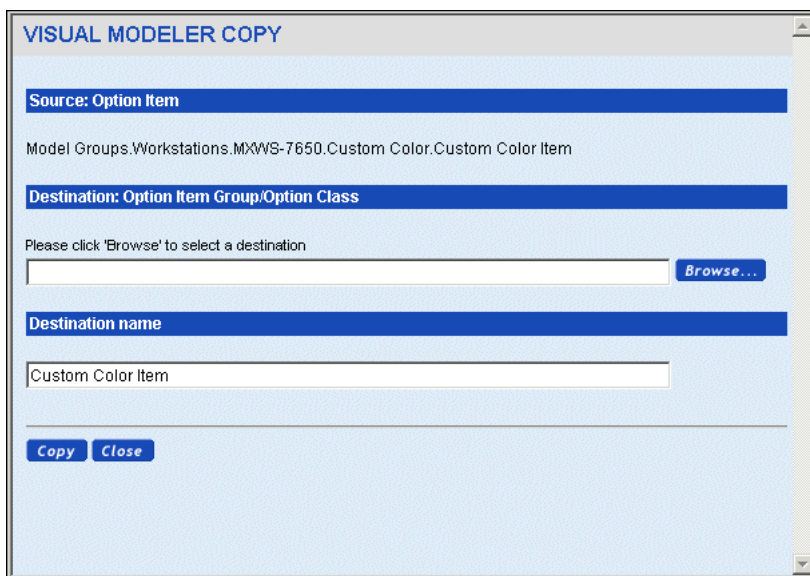 VISUAL MODELER COPY
Source: Option Item
Model Groups.Workstations.MXWS-7650.Custom Color.Custom Color Item
Destination: Option Item Group/Option Class
Please click 'Browse' to select a destination
Browse...
Destination name
Custom Color Item
Copy Close